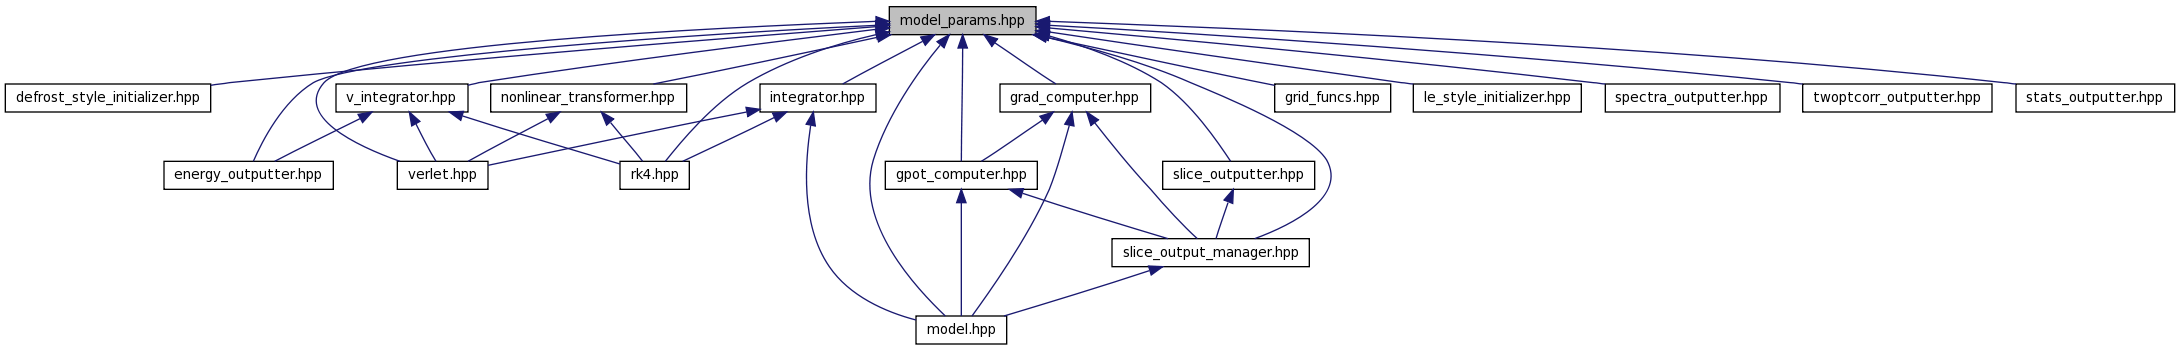 model_params.hpp
defrost_style_initializer.hpp
v_integrator.hpp
nonlinear_transformer.hpp
integrator.hpp
grad_computer.hpp
grid_funcs.hpp
le_style_initializer.hpp
spectra_outputter.hpp
twoptcorr_outputter.hpp
stats_outputter.hpp
energy_outputter.hpp
verlet.hpp
rk4.hpp
gpot_computer.hpp
slice_outputter.hpp
slice_output_manager.hpp
model.hpp